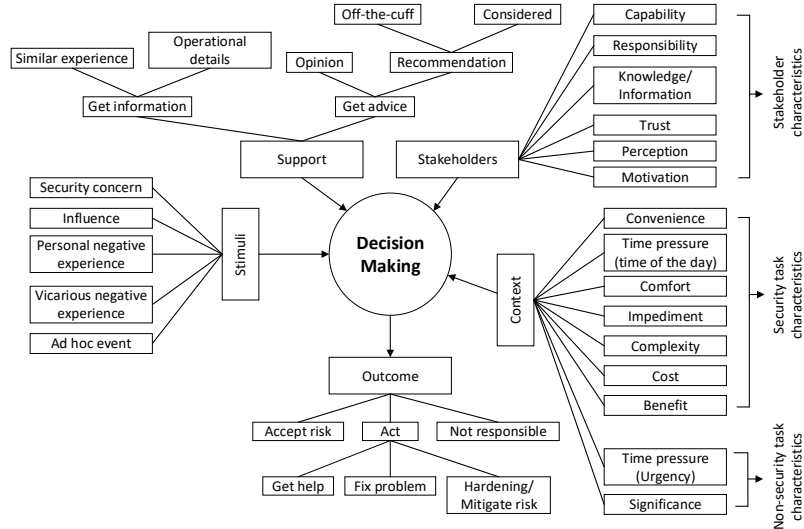 Off-the-cuff
Considered
Similar experience
Operational
details
Opinion
Recommendation
Get information
Get advice
Support
Stakeholders
Capability
Responsibility
Knowledge/
Information
Trust
Perception
Motivation
Stakeholder
characteristics
Security concern
Influence
Personal negative
experience
Vicarious negative
experience
Ad hoc event
Stimuli
Decision
Making
Context
Convenience
Time pressure
(time of the day)
Comfort
Impediment
Complexity
Cost
Benefit
Security task
characteristics
Time pressure
(Urgency)
Significance
Non-security task
characteristics
Outcome
Accept risk
Act
Not responsible
Get help
Fix problem
Hardening/
Mitigate risk